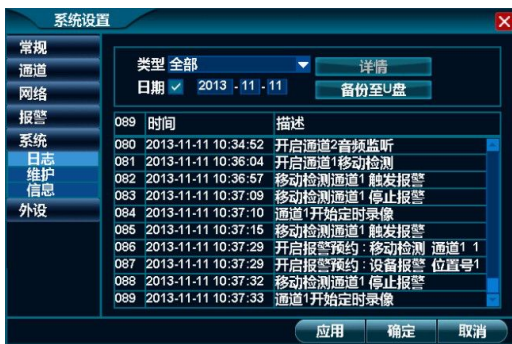 系统设置
常规
通道
网络
报警
系统
日志
维护
信息
外设
类型 全部 详情
日期 2013 - 11 - 11 备份至U盘
089 时间 描述
080 2013-11-11 10:34:52 开启通道2音频监听
081 2013-11-11 10:36:04 开启通道1移动检测
082 2013-11-11 10:36:57 移动检测通道1 触发报警
083 2013-11-11 10:37:09 移动检测通道1 停止报警
084 2013-11-11 10:37:10 通道1开始定时录像
085 2013-11-11 10:37:15 移动检测通道1 触发报警
086 2013-11-11 10:37:29 开启报警预约：移动检测 通道1 1
087 2013-11-11 10:37:29 开启报警预约：设备报警 位置号1
088 2013-11-11 10:37:32 移动检测通道1 停止报警
089 2013-11-11 10:37:33 通道1开始定时录像
应用 确定 取消